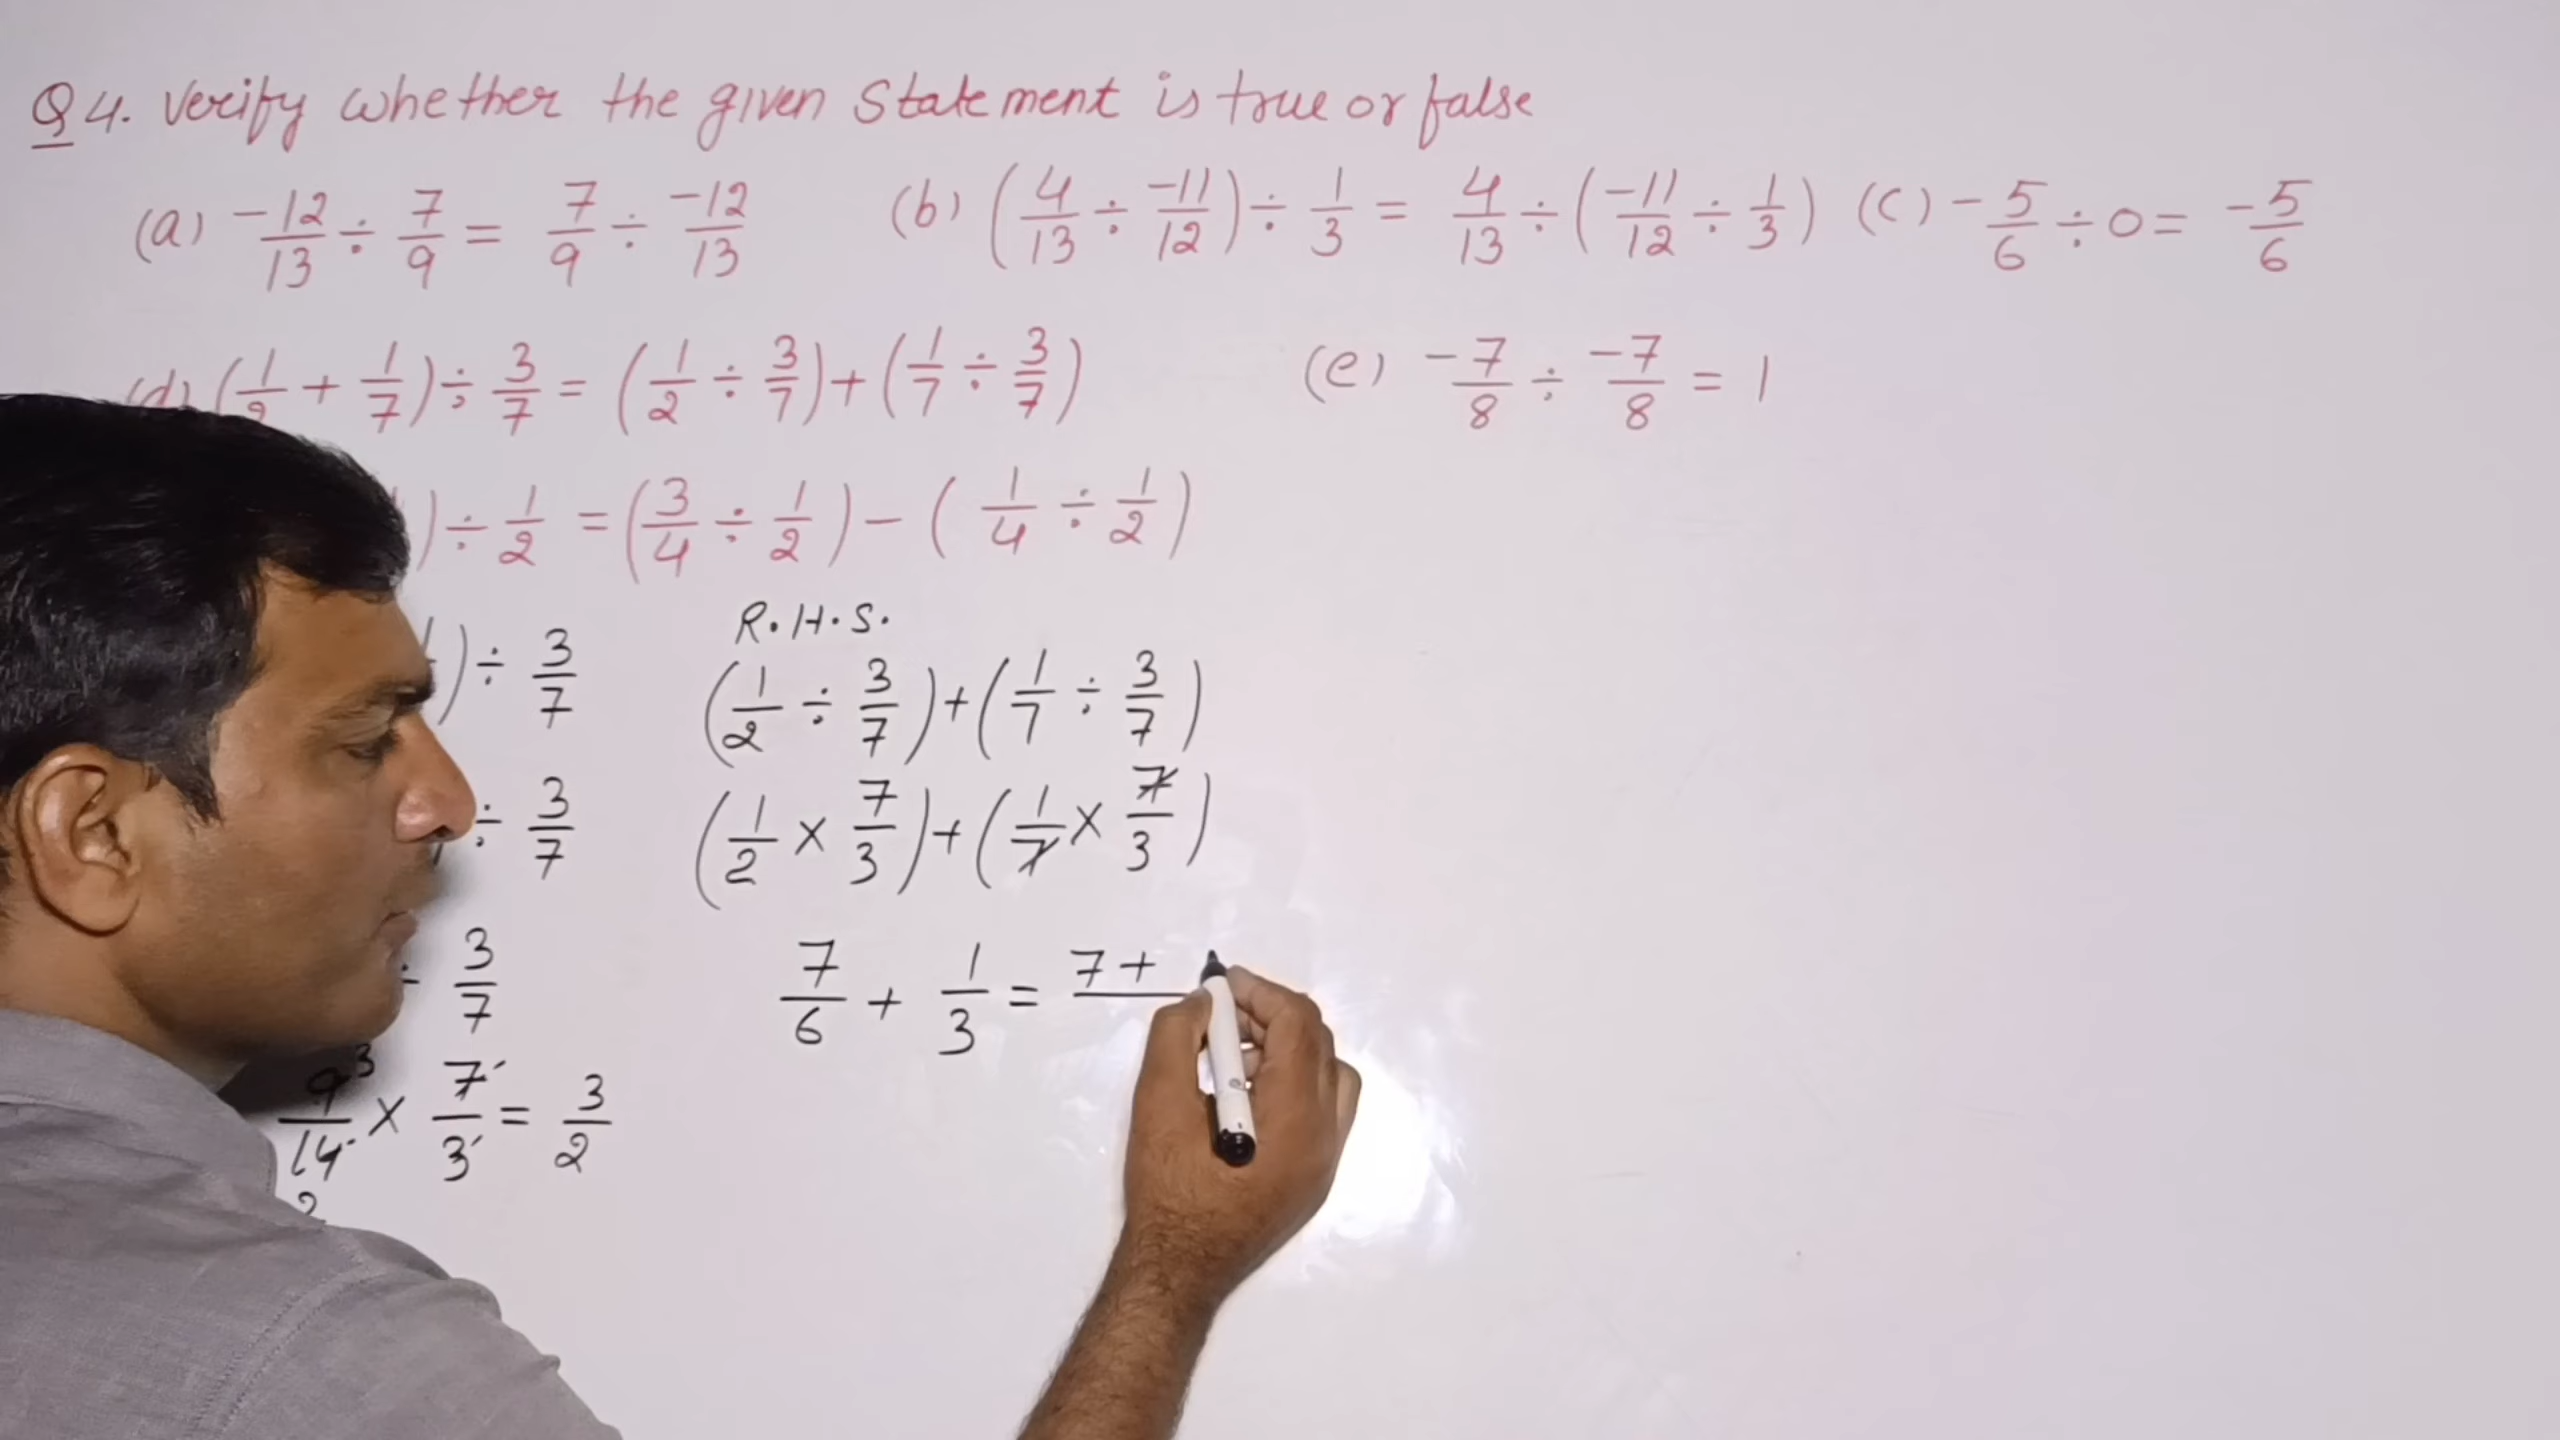 Q4. Verify whether the given statement is true or false
(a) -12/13 ÷ 7/9 = 7/9 ÷ -12/13 (b) (4/13 ÷ -11/12) ÷ 1/3 = 4/13 ÷ (-11/12 ÷ 1/3) (c) -5/6 ÷ 0 = -5/6
(d) (1/2 + 1/7) ÷ 3/7 = (1/2 ÷ 3/7) + (1/7 ÷ 3/7) (e) -7/8 ÷ -7/8 = 1
) ÷ 1/2 = (3/4 ÷ 1/2) - (1/4 ÷ 1/2)
R.H.S.
) ÷ 3/7 (1/2 ÷ 3/7) + (1/7 ÷ 3/7)
÷ 3/7 (1/2 × 7/3) + (1/7 × 7/3)
÷ 3/7 7/6 + 1/3 = 7 +
9/14 × 7/3 = 3/2
3
2